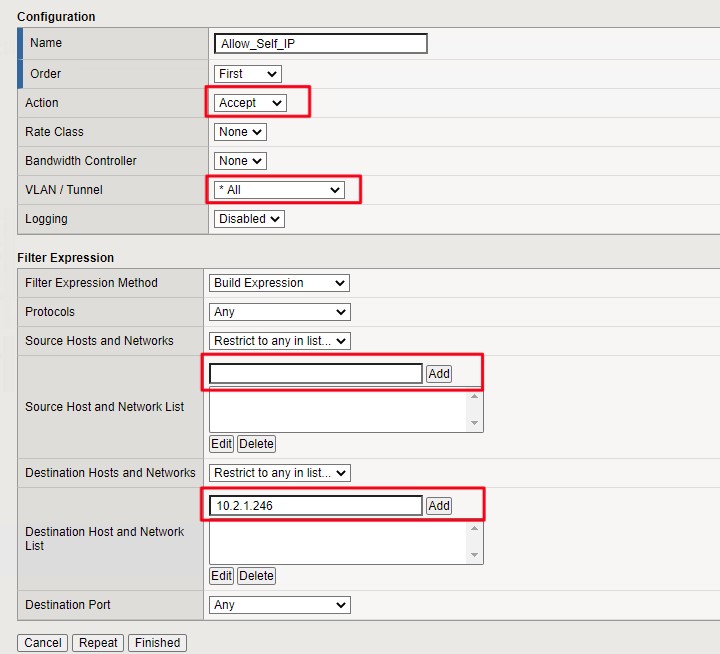 Configuration
Name Allow_Self_IP
Order First
Action Accept
Rate Class None
Bandwidth Controller None
VLAN / Tunnel * All
Logging Disabled
Filter Expression
Filter Expression Method Build Expression
Protocols Any
Source Hosts and Networks Restrict to any in list...
Add
Source Host and Network List
Edit Delete
Destination Hosts and Networks Restrict to any in list...
10.2.1.246 Add
Destination Host and Network
List
Edit Delete
Destination Port Any
Cancel Repeat Finished